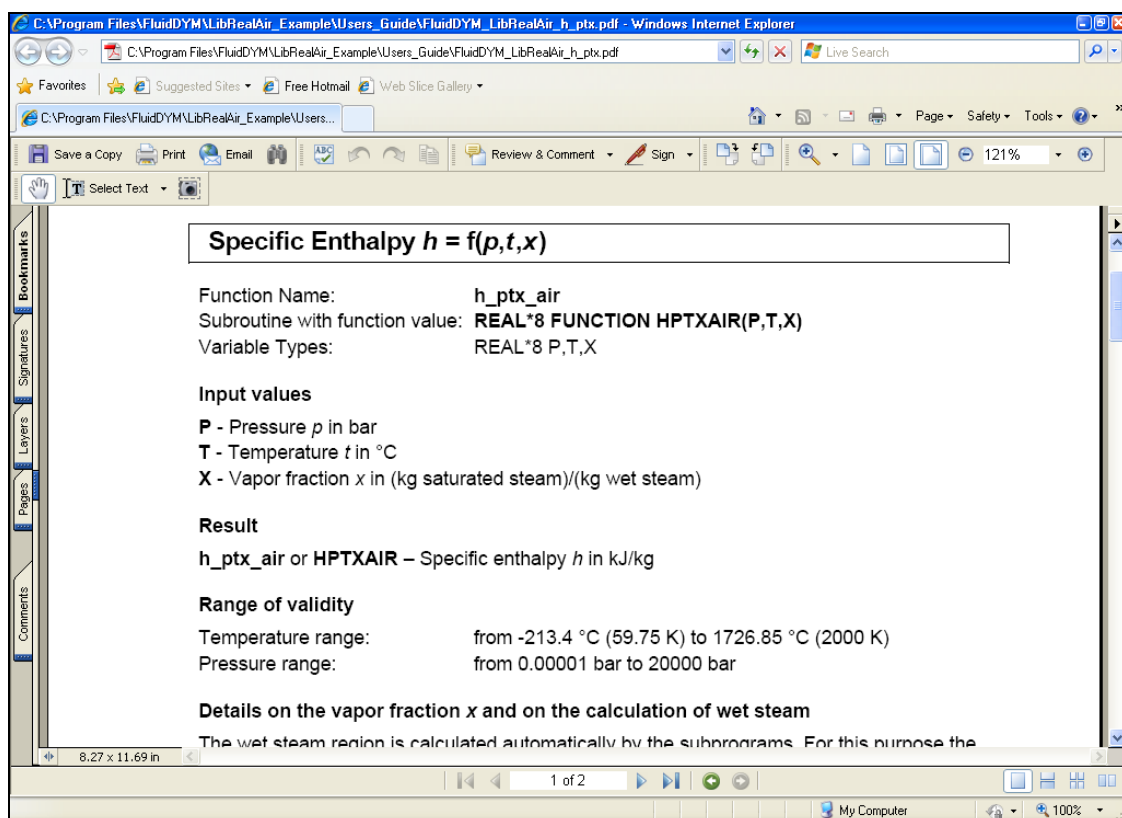 C:\Program Files\FluidDYM\LibRealAir_Example\Users_Guide\FluidDYM_LibRealAir_h_ptx.pdf - Windows Internet Explorer
C:\Program Files\FluidDYM\LibRealAir_Example\Users_Guide\FluidDYM_LibRealAir_h_ptx.pdf
Live Search
Favorites
Suggested Sites
Free Hotmail
Web Slice Gallery
C:\Program Files\FluidDYM\LibRealAir_Example\Users...
Page
Safety
Tools
»
Save a Copy
Print
Email
ABC
Review & Comment
Sign
121%
Select Text
Bookmarks
Signatures
Layers
Pages
Comments
Specific Enthalpy h = f(p,t,x)
Function Name: h_ptx_air
Subroutine with function value: REAL*8 FUNCTION HPTXAIR(P,T,X)
Variable Types: REAL*8 P,T,X
Input values
P - Pressure p in bar
T - Temperature t in °C
X - Vapor fraction x in (kg saturated steam)/(kg wet steam)
Result
h_ptx_air or HPTXAIR – Specific enthalpy h in kJ/kg
Range of validity
Temperature range: from -213.4 °C (59.75 K) to 1726.85 °C (2000 K)
Pressure range: from 0.00001 bar to 20000 bar
Details on the vapor fraction x and on the calculation of wet steam
The wet steam region is calculated automatically by the subprograms. For this purpose the
8.27 x 11.69 in
1 of 2
My Computer
100%